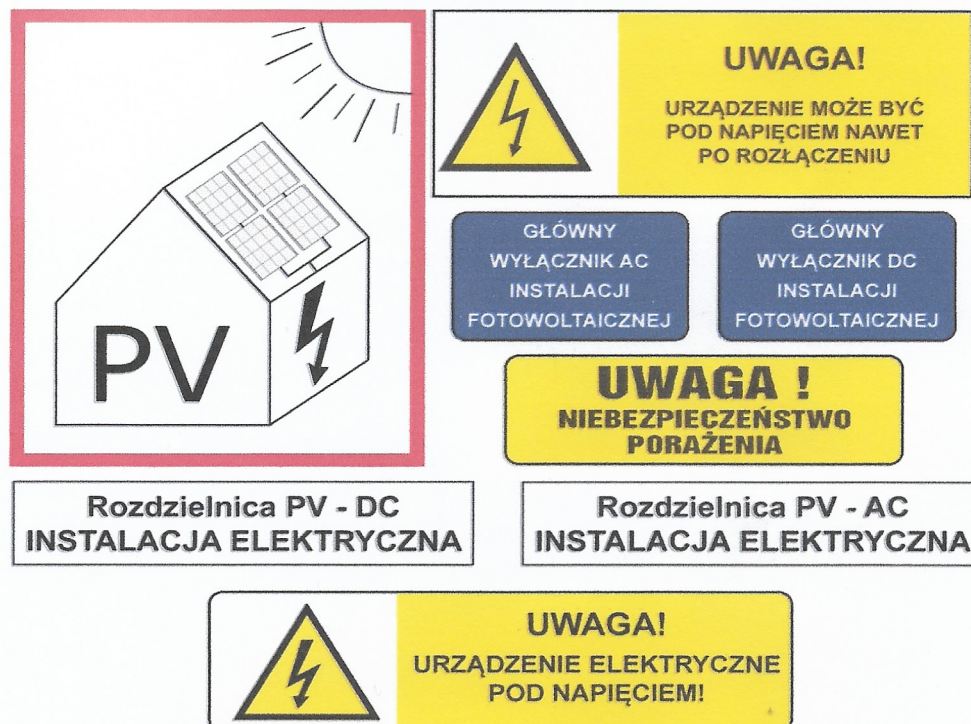 PV
UWAGA!
URZĄDZENIE MOŻE BYĆ
POD NAPIĘCIEM NAWET
PO ROZŁĄCZENIU
GŁÓWNY
WYŁĄCZNIK AC
INSTALACJI
FOTOWOLTAICZNEJ
GŁÓWNY
WYŁĄCZNIK DC
INSTALACJI
FOTOWOLTAICZNEJ
UWAGA !
NIEBEZPIECZEŃSTWO
PORAŻENIA
Rozdzielnica PV - DC
INSTALACJA ELEKTRYCZNA
Rozdzielnica PV - AC
INSTALACJA ELEKTRYCZNA
UWAGA!
URZĄDZENIE ELEKTRYCZNE
POD NAPIĘCIEM!